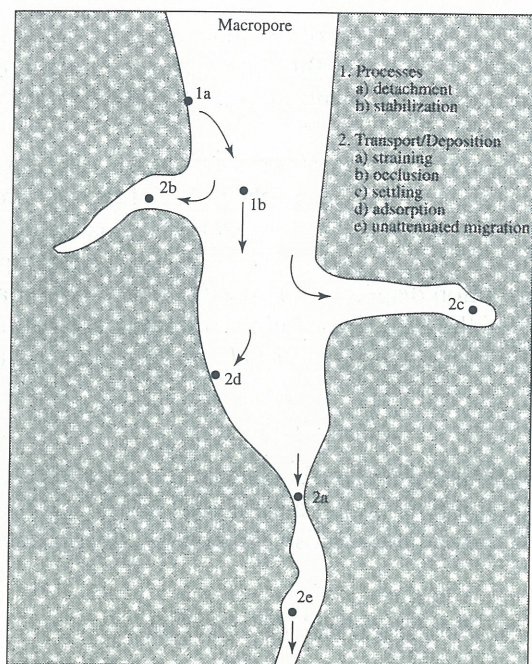 Macropore
1. Processes
a) detachment
b) stabilization
2. Transport/Deposition
a) straining
b) occlusion
c) settling
d) adsorption
e) unattenuated migration
1a
2b
1b
2c
2d
2a
2e